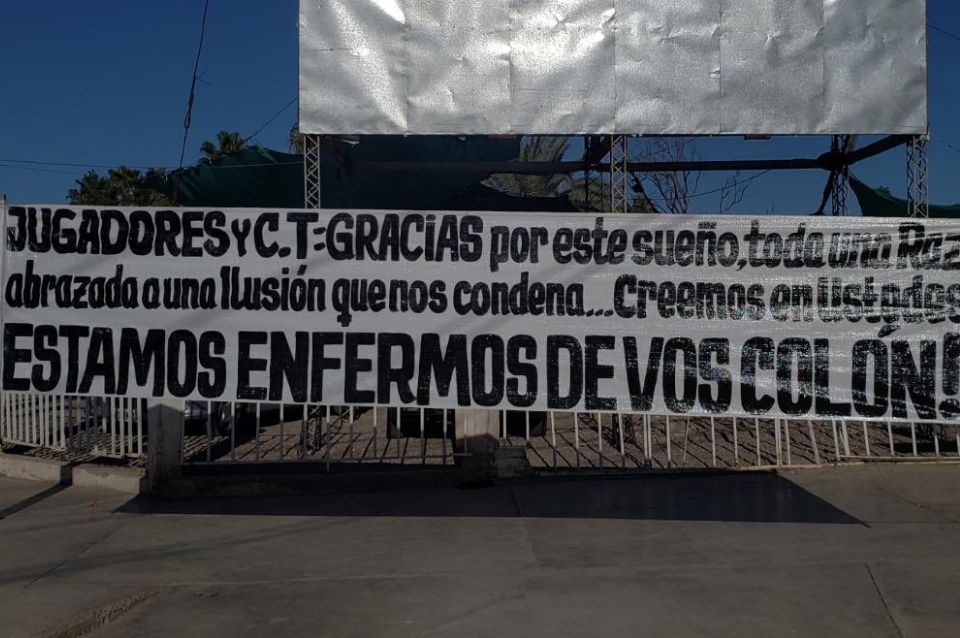 JUGADORES Y C.T=GRACiAS por este sueño, toda una Raz
abrazada a una Ilusión que nos condena...Creemos en Ustedes
ESTAMOS ENFERMOS DE VOS COLÓN!